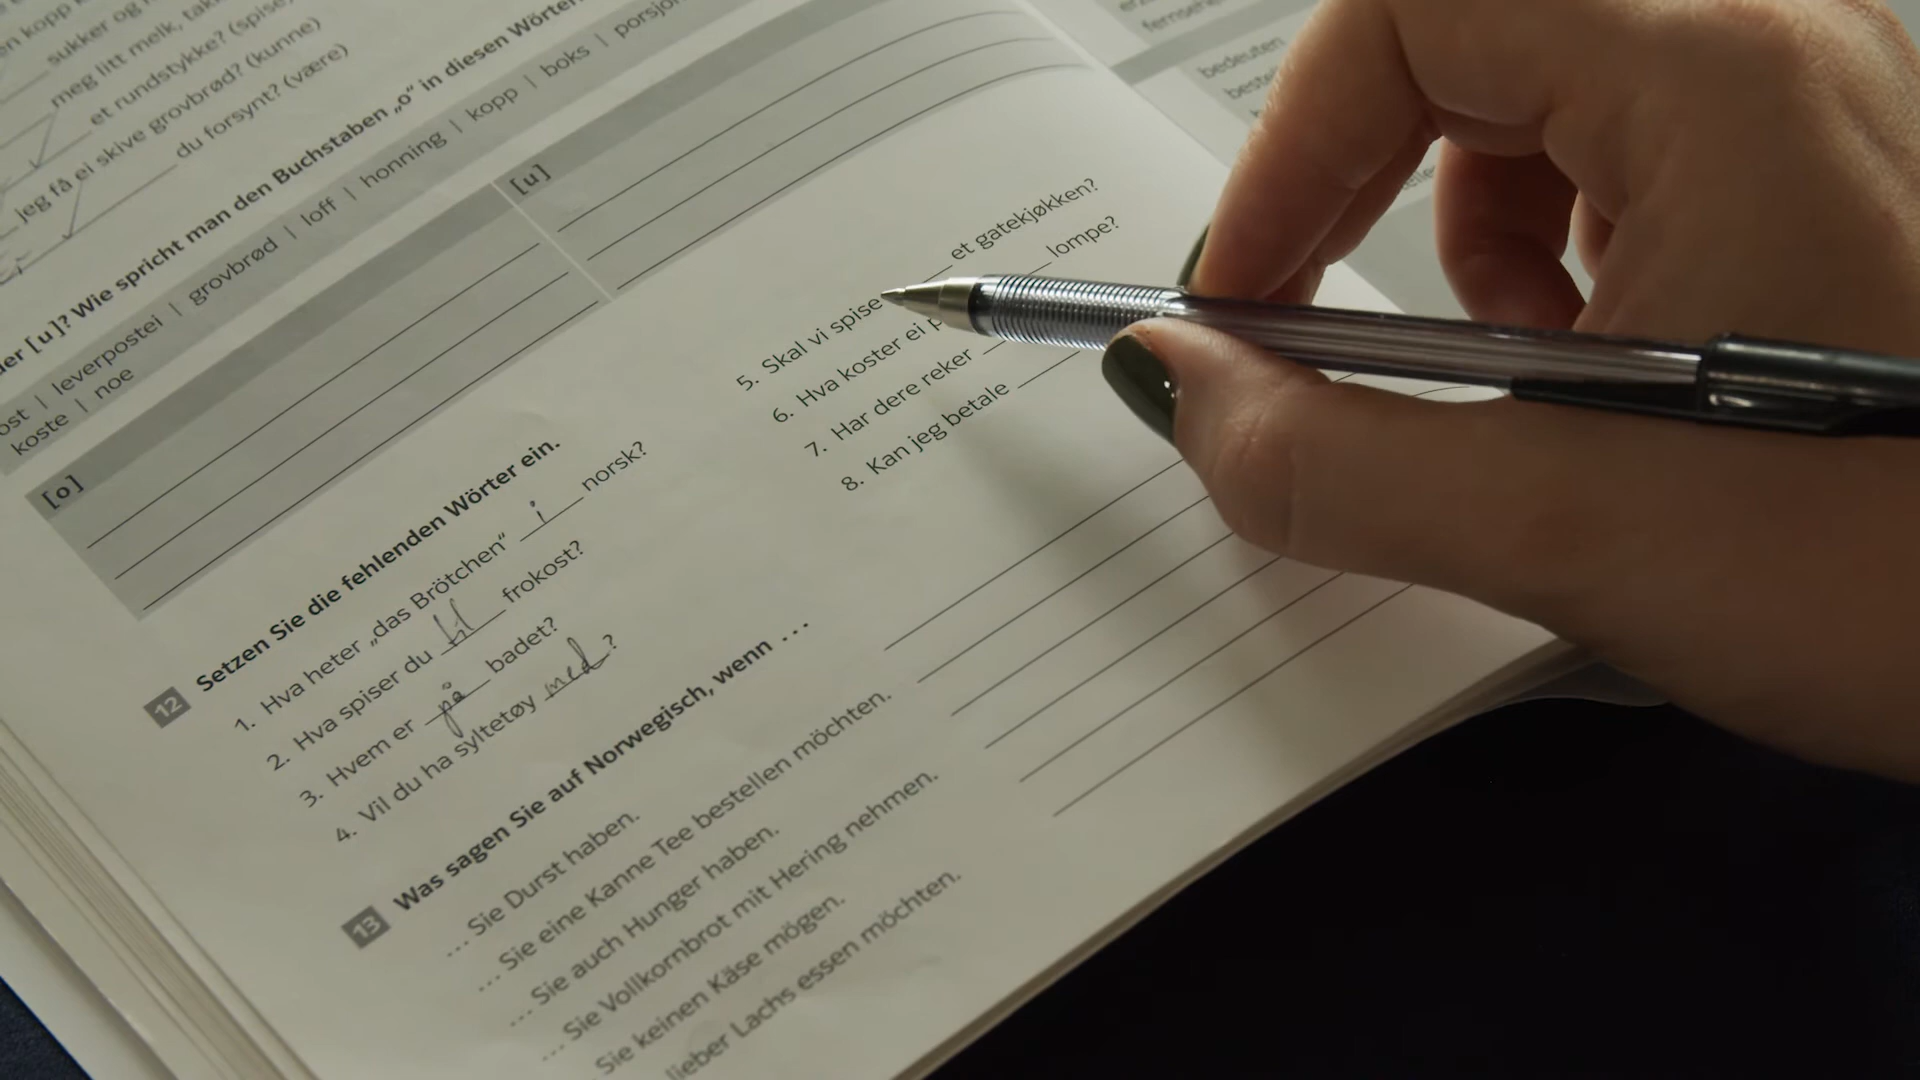 en kopp k
sukker og
meg litt melk, takk
et rundstykke? (spise)
jeg få ei skive grovbrød? (kunne)
du forsynt? (være)
er [u]? Wie spricht man den Buchstaben „o“ in diesen Wörter
ost | leverpostei | grovbrød | loff | honning | kopp | boks | porsjon
koste | noe
[o]
[u]
12 Setzen Sie die fehlenden Wörter ein.
1. Hva heter „das Brötchen“ i norsk?
2. Hva spiser du til frokost?
3. Hvem er på badet?
4. Vil du ha syltetøy med?
5. Skal vi spise et gatekjøkken?
6. Hva koster ei p lompe?
7. Har dere reker
8. Kan jeg betale
13 Was sagen Sie auf Norwegisch, wenn ...
... Sie Durst haben.
... Sie eine Kanne Tee bestellen möchten.
... Sie auch Hunger haben.
... Sie Vollkornbrot mit Hering nehmen.
Sie keinen Käse mögen.
lieber Lachs essen möchten.
bedeuten